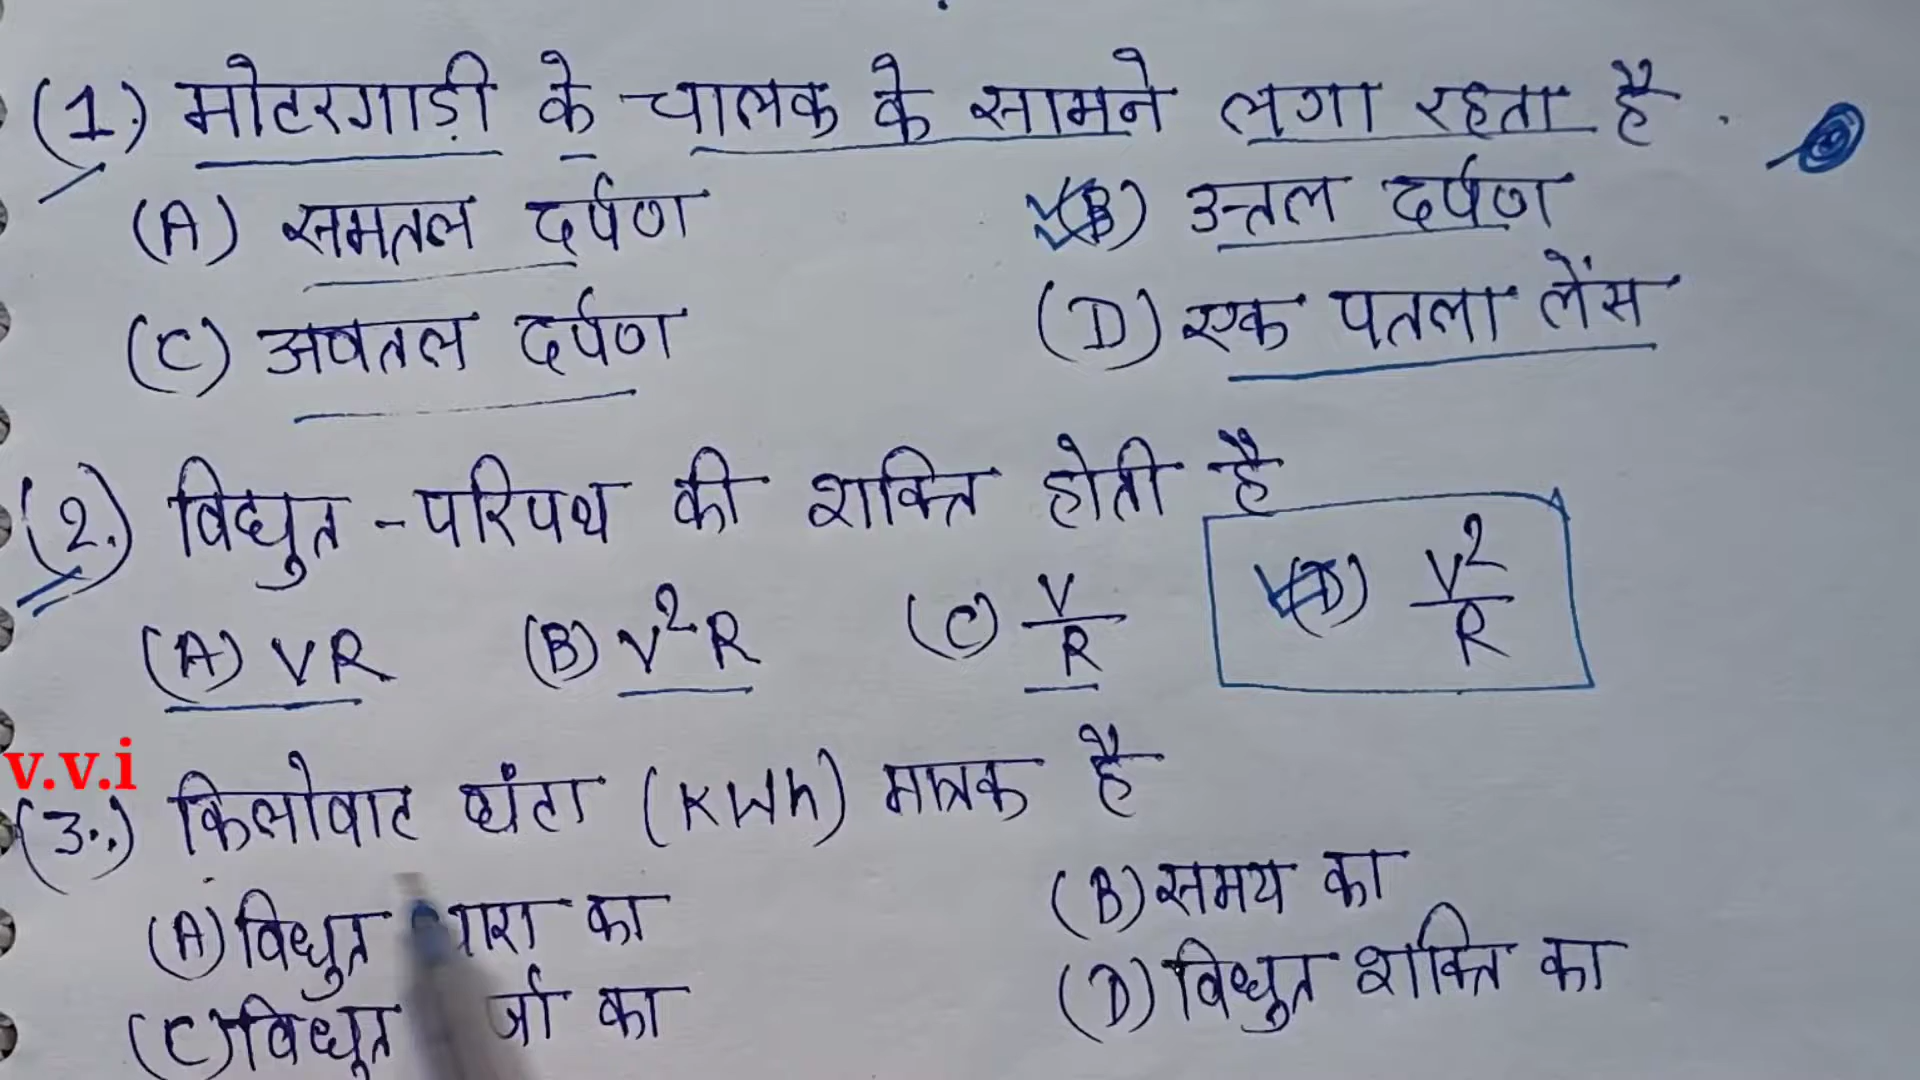 (1.) मोटरगाड़ी के चालक के सामने लगा रहता है.
(A) समतल दर्पण (B) उत्तल दर्पण
(C) अवतल दर्पण (D) एक पतला लेंस
(2.) विद्युत - परिपथ की शक्ति होती है
(A) VR (B) V²R (C) V/R (D) V²/R
v.v.i
(3.) किलोवाट घंटा (KWh) मात्रक है
(A) विद्युत का (B) समय का
(C) विद्युत का (D) विद्युत शक्ति का